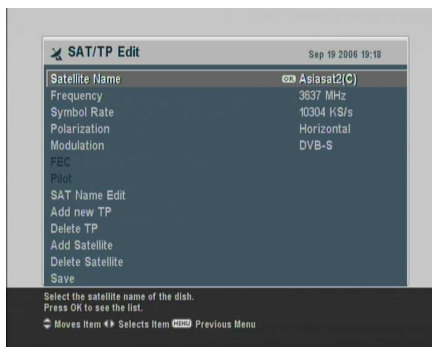 SAT/TP Edit Sep 19 2006 19:18
Satellite Name OK Asiasat2(C)
Frequency 3637 MHz
Symbol Rate 10304 KS/s
Polarization Horizontal
Modulation DVB-S
FEC
Pilot
SAT Name Edit
Add new TP
Delete TP
Add Satellite
Delete Satellite
Save
Select the satellite name of the dish.
Press OK to see the list.
Moves Item Selects Item MENU Previous Menu